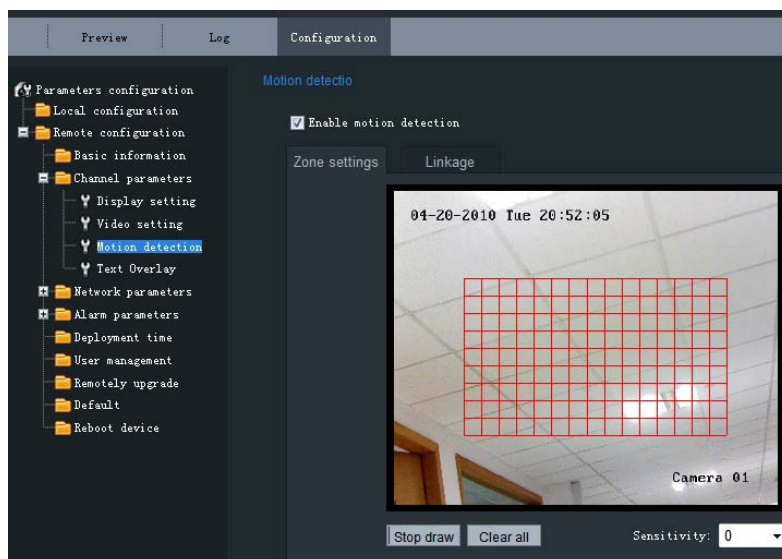 Preview Log Configuration
Parameters configuration
Local configuration
Remote configuration
Basic information
Channel parameters
Display setting
Video setting
Motion detection
Text Overlay
Network parameters
Alarm parameters
Deployment time
User management
Remotely upgrade
Default
Reboot device
Motion detectio
Enable motion detection
Zone settings Linkage
04-20-2010 Tue 20:52:05
Camera 01
Stop draw Clear all Sensitivity: 0